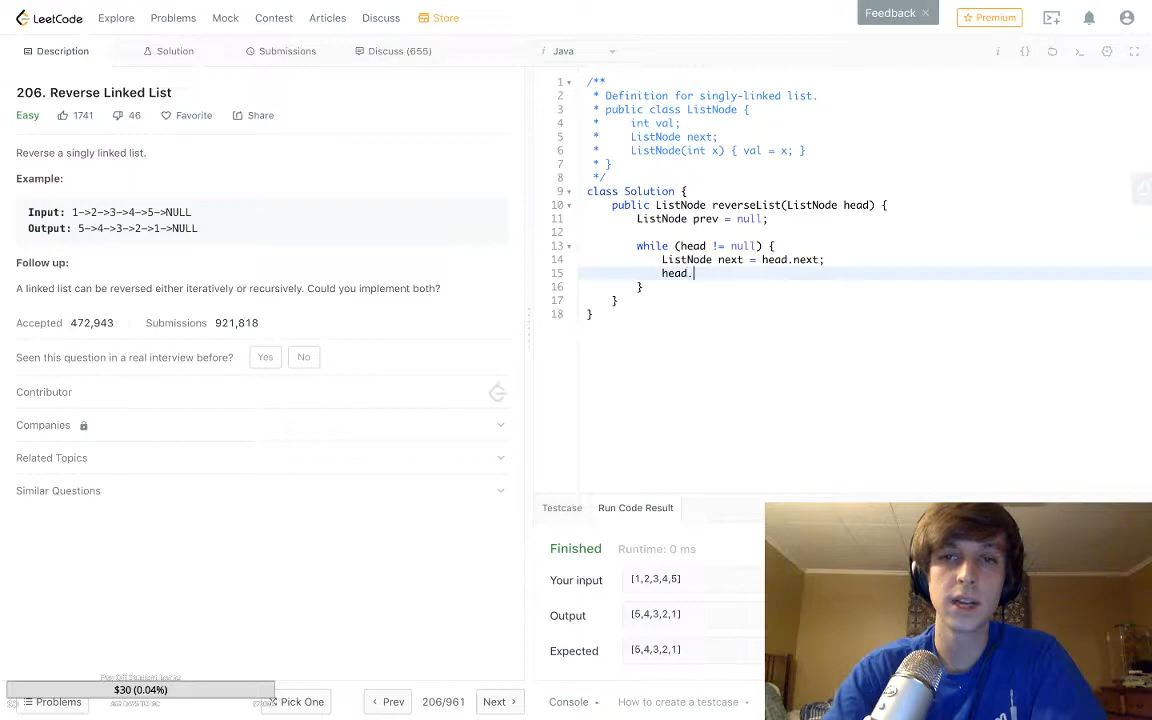 LeetCode Explore Problems Mock Contest Articles Discuss Store Feedback × Premium
Description Solution Submissions Discuss (655) i Java
206. Reverse Linked List
Easy 1741 46 Favorite Share
Reverse a singly linked list.
Example:
Input: 1->2->3->4->5->NULL
Output: 5->4->3->2->1->NULL
Follow up:
A linked list can be reversed either iteratively or recursively. Could you implement both?
Accepted 472,943 Submissions 921,818
Seen this question in a real interview before? Yes No
Contributor
Companies
Related Topics
Similar Questions
$30 (0.04%)
Problems Pick One < Prev 206/961 Next >
1 /**
2 * Definition for singly-linked list.
3 * public class ListNode {
4 * int val;
5 * ListNode next;
6 * ListNode(int x) { val = x; }
7 * }
8 */
9 class Solution {
10 public ListNode reverseList(ListNode head) {
11 ListNode prev = null;
12
13 while (head != null) {
14 ListNode next = head.next;
15 head.
16 }
17 }
18 }
Testcase Run Code Result
Finished Runtime: 0 ms
Your input [1,2,3,4,5]
Output [5,4,3,2,1]
Expected [5,4,3,2,1]
Console How to create a testcase